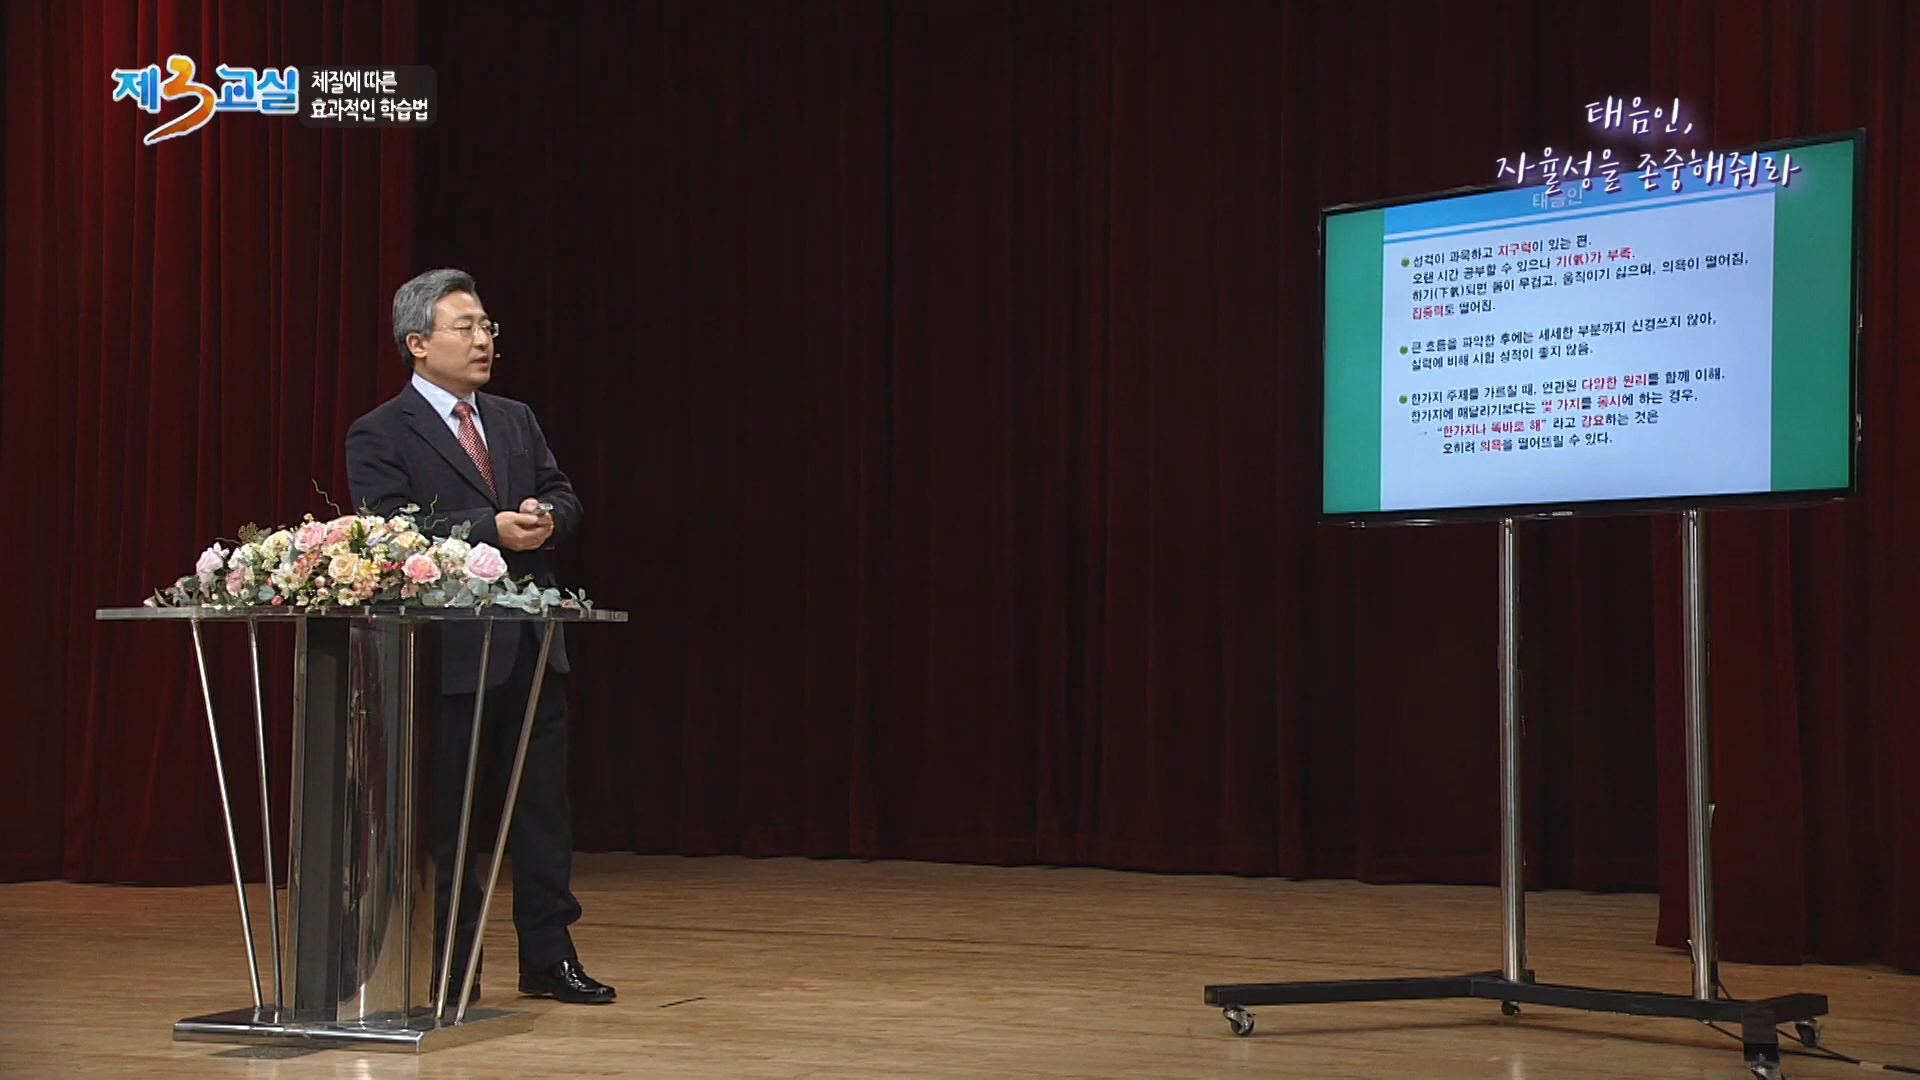 제3교실
체질에 따른
효과적인 학습법
태음인,
자율성을 존중해줘라
태음인
성격이 과묵하고 지구력이 있는 편.
오랜 시간 공부할 수 있으나 기(氣)가 부족.
하기(下氣)되면 몸이 무겁고, 움직이기 싫으며, 의욕이 떨어짐,
집중력도 떨어짐.
큰 흐름을 파악한 후에는 세세한 부분까지 신경쓰지 않아,
실력에 비해 시험 성적이 좋지 않음.
한가지 주제를 가르칠 때, 연관된 다양한 원리를 함께 이해.
한가지에 매달리기보다는 몇 가지를 동시에 하는 경우,
→ "한가지나 똑바로 해" 라고 강요하는 것은
오히려 의욕을 떨어뜨릴 수 있다.